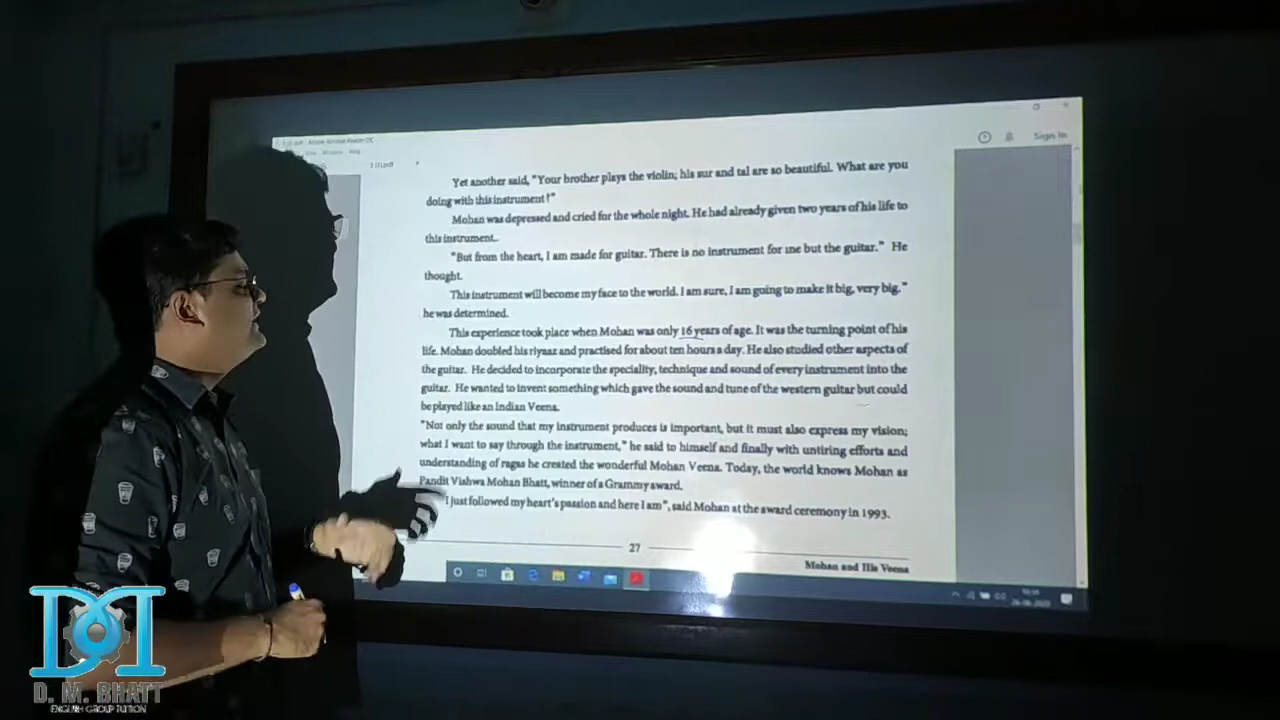 Sign In
3 (1).pdf
Yet another said, "Your brother plays the violin; his sur and tal are so beautiful. What are you
doing with this instrument?"
Mohan was depressed and cried for the whole night. He had already given two years of his life to
this instrument.
"But from the heart, I am made for guitar. There is no instrument for me but the guitar." He
thought.
This instrument will become my face to the world. I am sure, I am going to make it big, very big."
he was determined.
This experience took place when Mohan was only 16 years of age. It was the turning point of his
life. Mohan doubled his riyaaz and practised for about ten hours a day. He also studied other aspects of
the guitar. He decided to incorporate the speciality, technique and sound of every instrument into the
guitar. He wanted to invent something which gave the sound and tune of the western guitar but could
be played like an Indian Veena.
"Not only the sound that my instrument produces is important, but it must also express my vision;
what I want to say through the instrument," he said to himself and finally with untiring efforts and
understanding of ragas he created the wonderful Mohan Veena. Today, the world knows Mohan as
Pandit Vishwa Mohan Bhatt, winner of a Grammy award.
I just followed my heart's passion and here I am", said Mohan at the award ceremony in 1993.
27
Mohan and His Veena
D. M. BHATT
ENGLISH GROUP TUITION